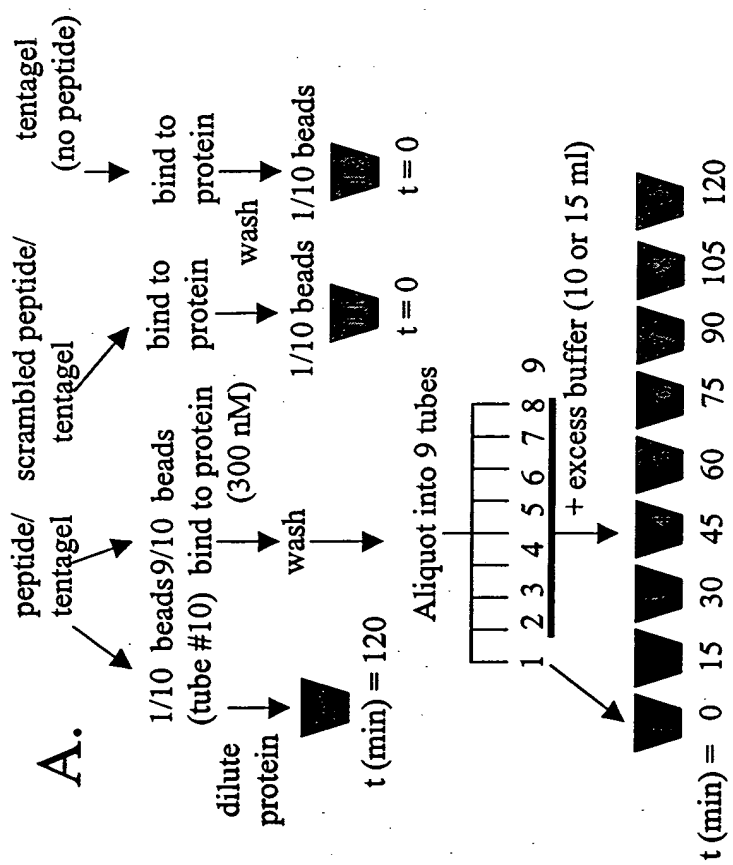 A.
peptide/
tentagel
scrambled peptide/
tentagel
tentagel
(no peptide)
1/10 beads 9/10 beads
(tube #10) bind to protein
(300 nM)
bind to
protein
bind to
protein
dilute
protein
wash
wash
1/10 beads
1/10 beads
t (min) = 120
t = 0
t = 0
Aliquot into 9 tubes
1 2 3 4 5 6 7 8 9
+ excess buffer (10 or 15 ml)
t (min) = 0 15 30 45 60 75 90 105 120